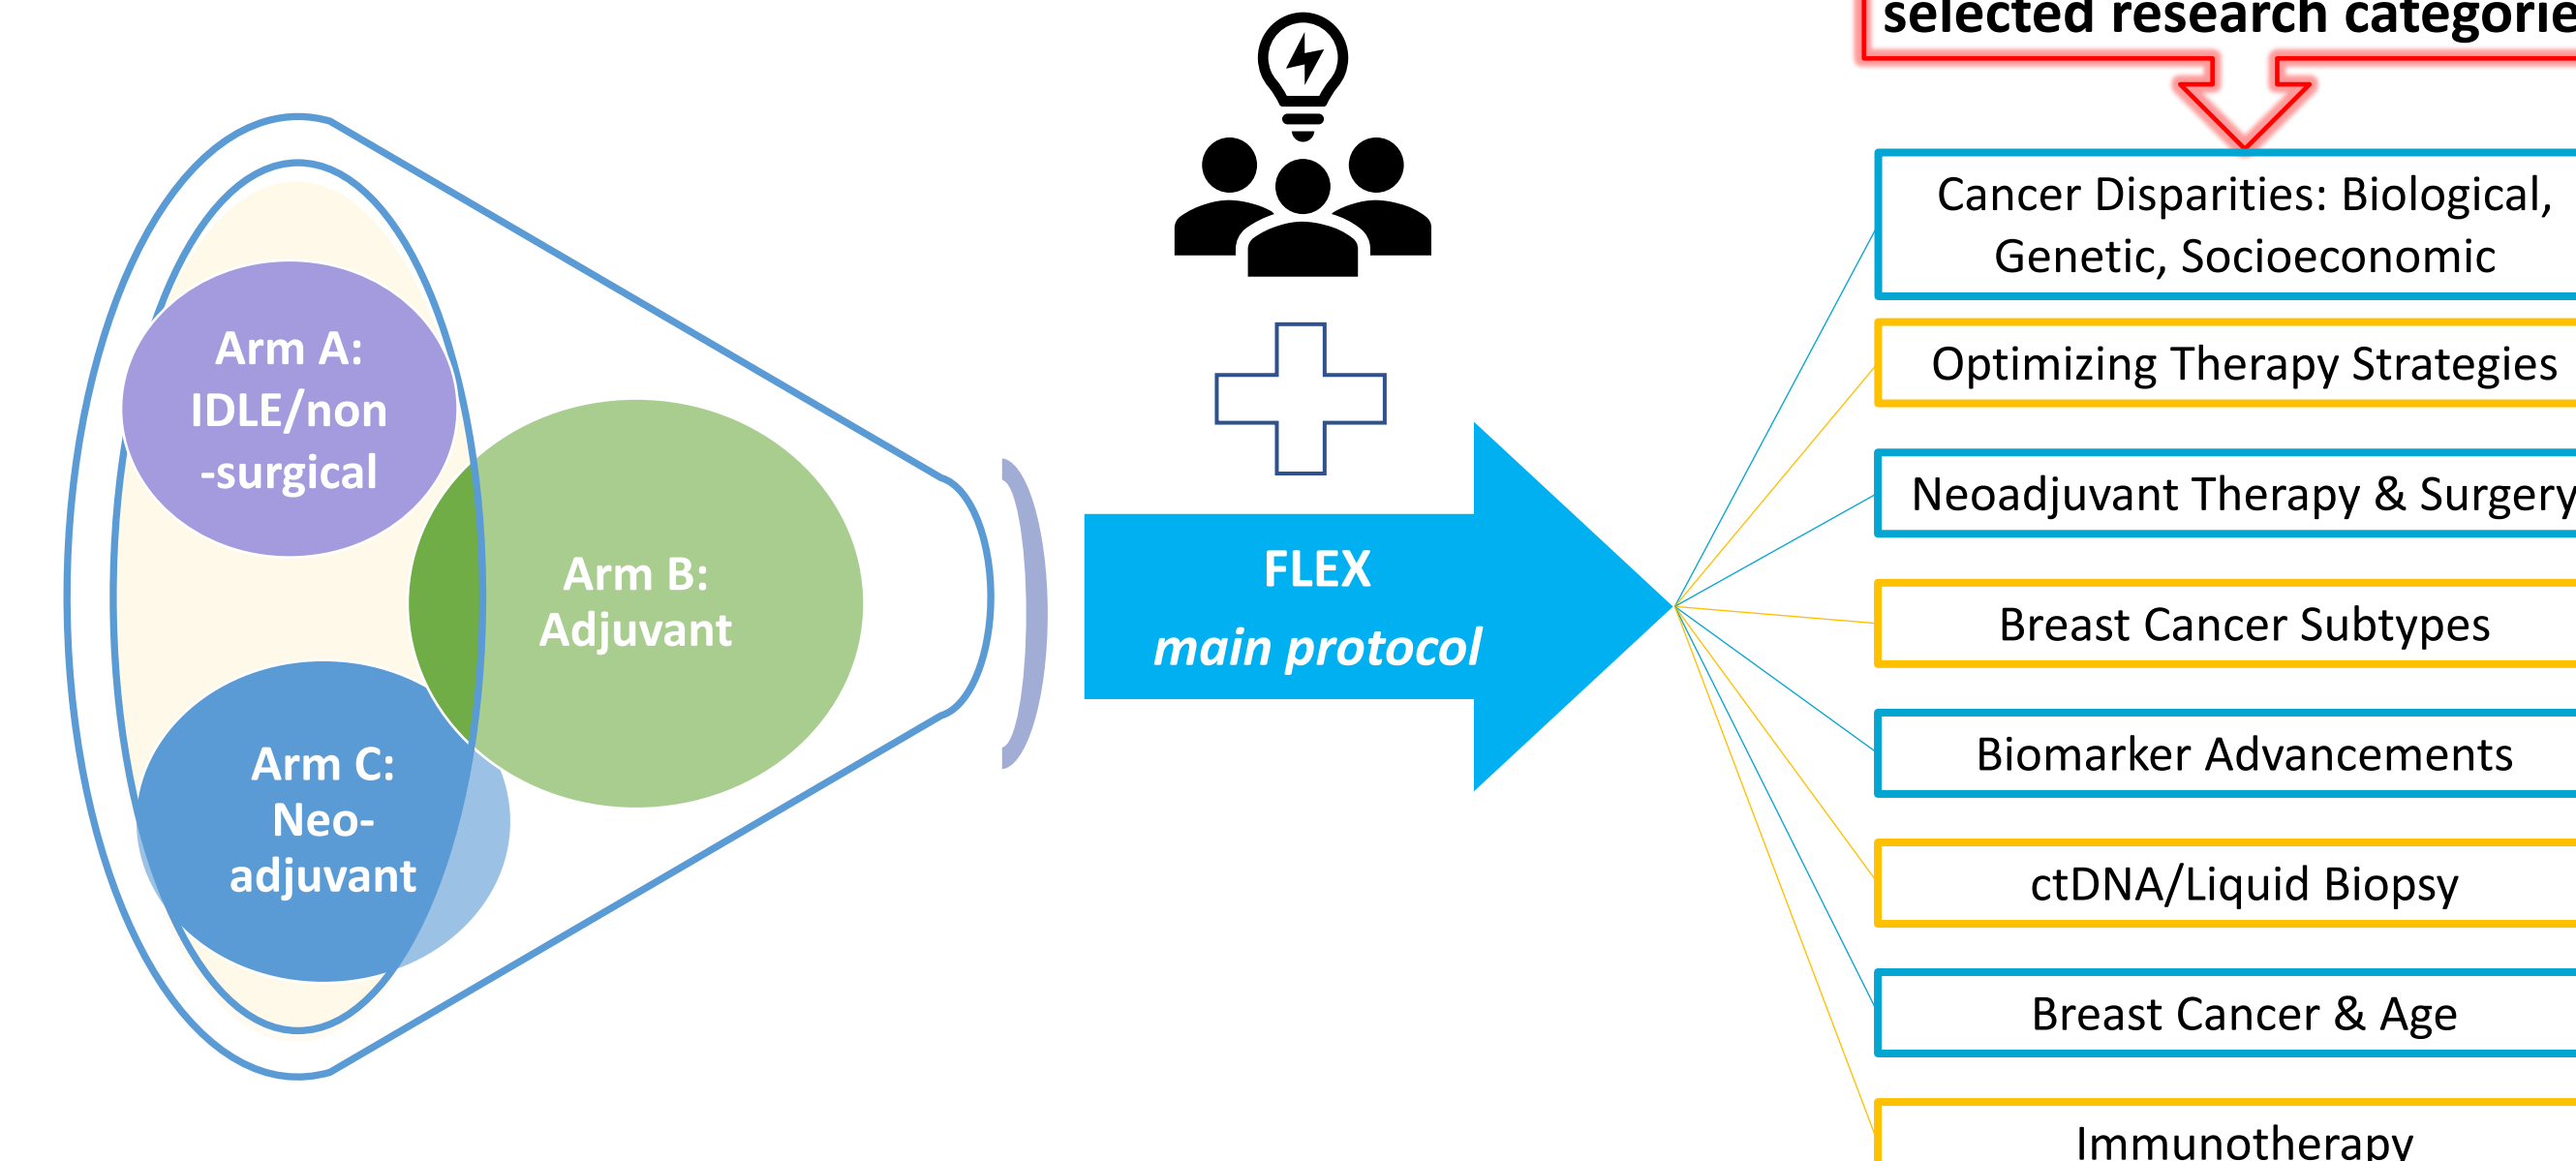 selected research categorie
Arm A:
IDLE/non
-surgical
Arm B:
Adjuvant
Arm C:
Neo-
adjuvant
FLEX
main protocol
Cancer Disparities: Biological,
Genetic, Socioeconomic
Optimizing Therapy Strategies
Neoadjuvant Therapy & Surgery
Breast Cancer Subtypes
Biomarker Advancements
ctDNA/Liquid Biopsy
Breast Cancer & Age
Immunotherapy